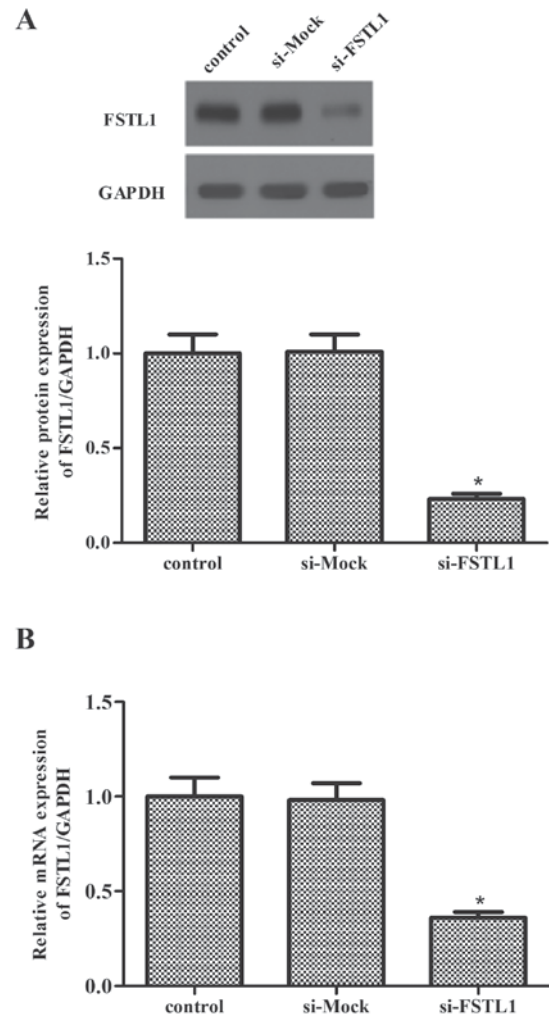 A
control si-Mock si-FSTL1
FSTL1
GAPDH
Relative protein expression
of FSTL1/GAPDH
1.5
1.0
0.5
0.0
*
control si-Mock si-FSTL1
B
Relative mRNA expression
of FSTL1/GAPDH
1.5
1.0
0.5
0.0
*
control si-Mock si-FSTL1